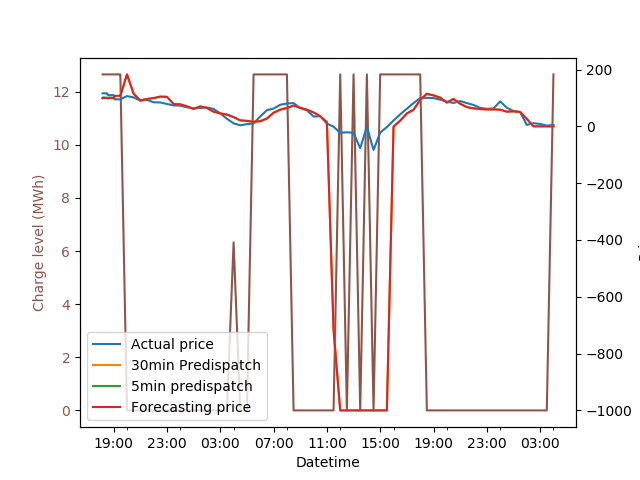 12
10
8
6
4
2
0
Charge level (MWh)
200
0
−200
−400
−600
−800
−1000
Actual price
30min Predispatch
5min predispatch
Forecasting price
19:00 23:00 03:00 07:00 11:00 15:00 19:00 23:00 03:00
Datetime